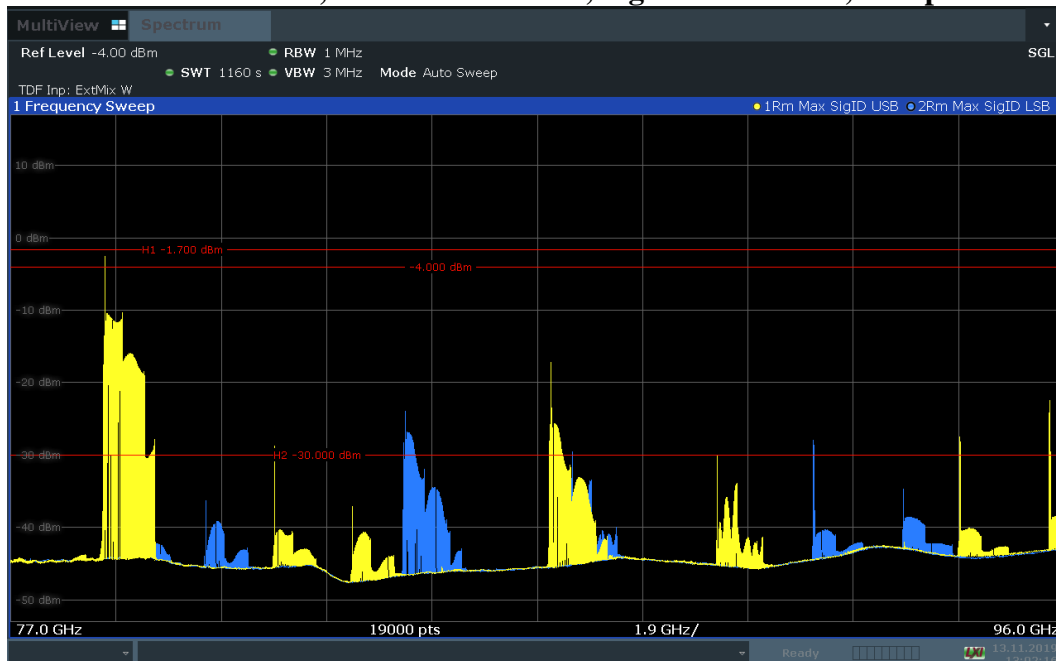 MultiView Spectrum
Ref Level -4.00 dBm RBW 1 MHz SGL
SWT 1160 s VBW 3 MHz Mode Auto Sweep
TDF Inp: ExtMix W
1 Frequency Sweep 1Rm Max SigID USB 2Rm Max SigID LSB
10 dBm
0 dBm
H1 -1.700 dBm
-4.000 dBm
-10 dBm
-20 dBm
-30 dBm
H2 -30.000 dBm
-40 dBm
-50 dBm
77.0 GHz 19000 pts 1.9 GHz/ 96.0 GHz
Ready LXI 13.11.2019